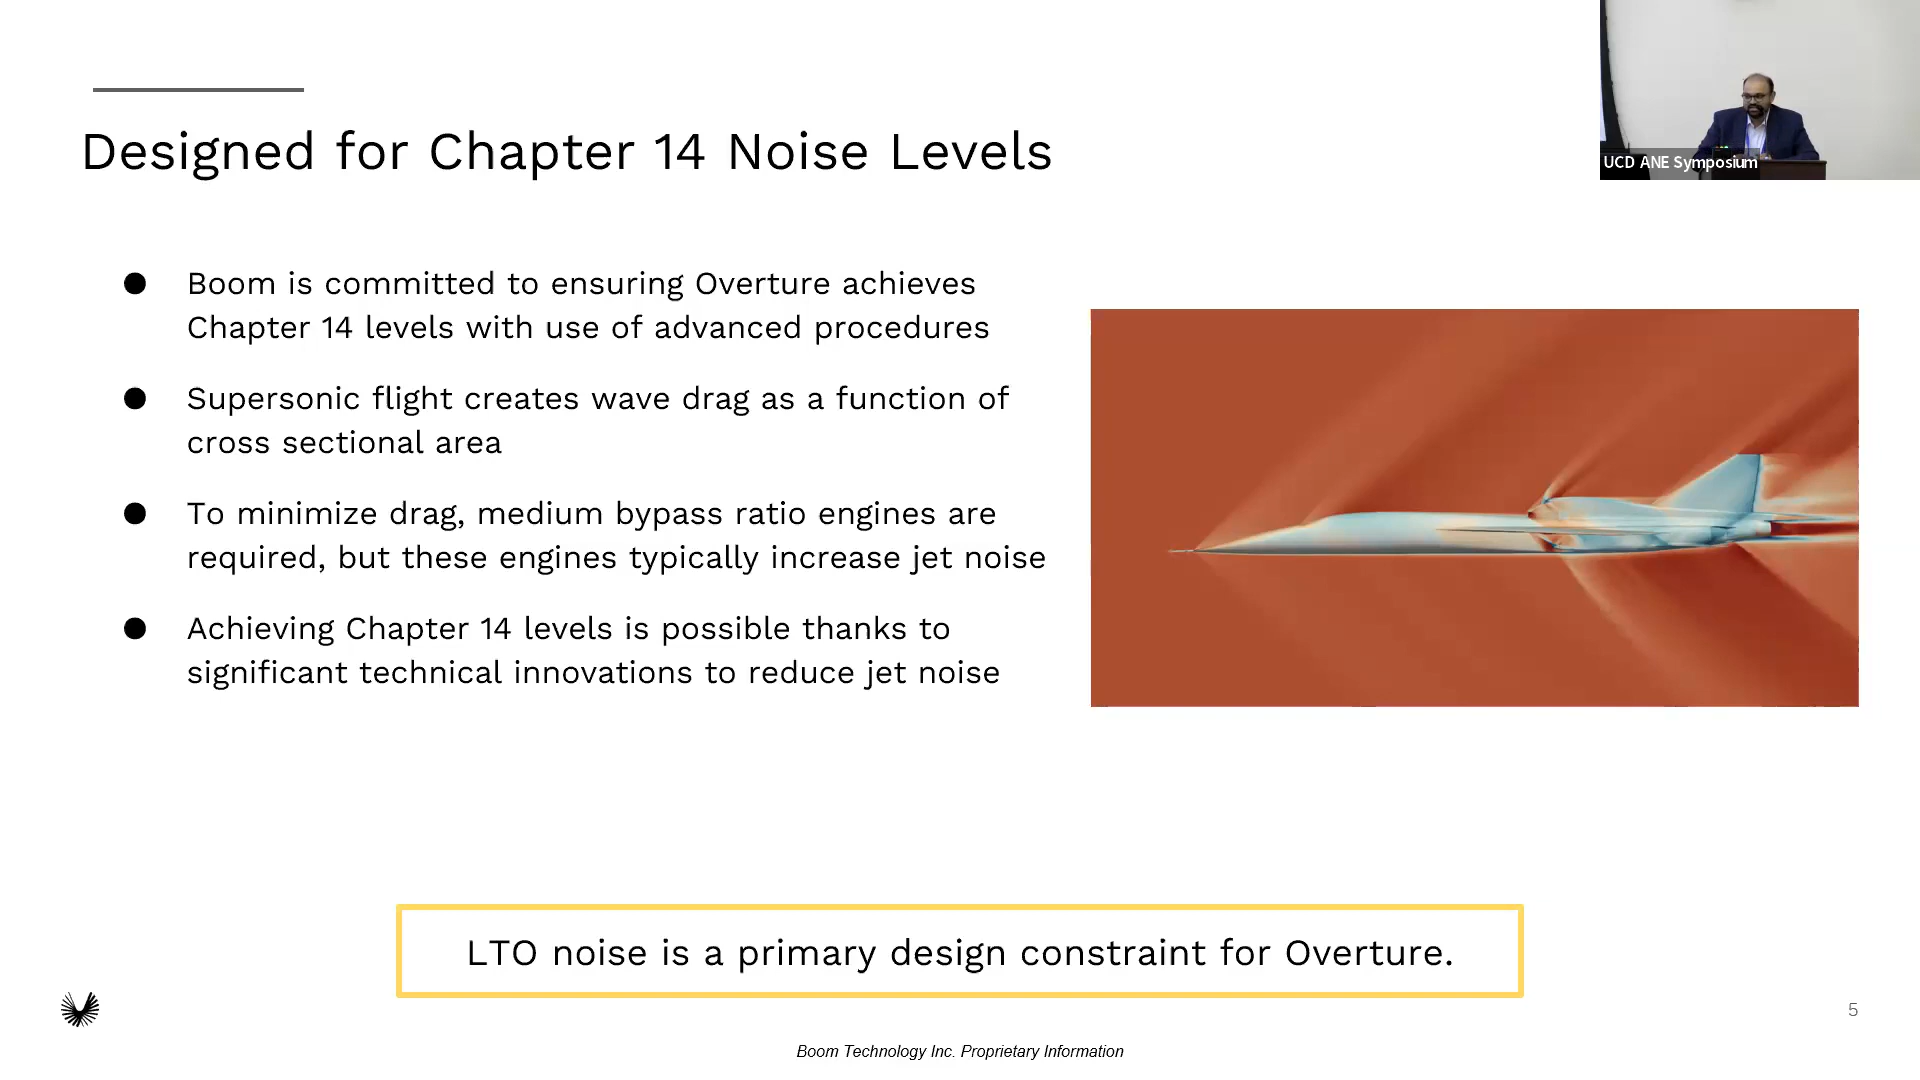 UCD ANE Symposium
Designed for Chapter 14 Noise Levels
● Boom is committed to ensuring Overture achieves
Chapter 14 levels with use of advanced procedures
● Supersonic flight creates wave drag as a function of
cross sectional area
● To minimize drag, medium bypass ratio engines are
required, but these engines typically increase jet noise
● Achieving Chapter 14 levels is possible thanks to
significant technical innovations to reduce jet noise
LTO noise is a primary design constraint for Overture.
5
Boom Technology Inc. Proprietary Information